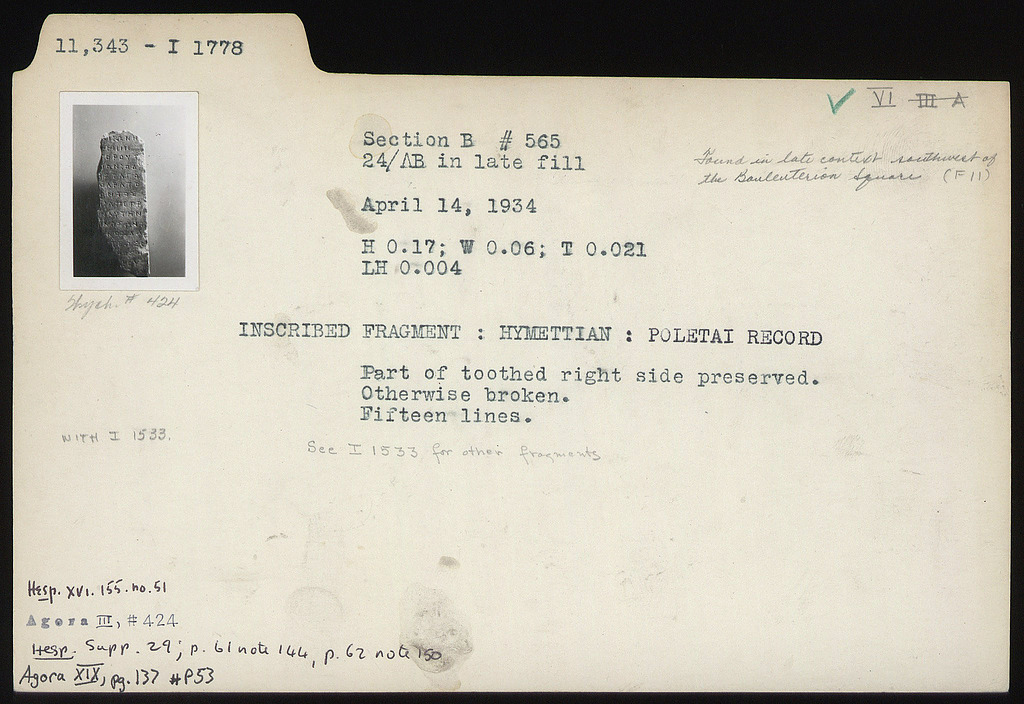 11,343 - I 1778
VI III A
Section B # 565
24/ΛB in late fill
Found in late context southwest of
the Bouleuterion Square (F 11)
April 14, 1934
H 0.17; W 0.06; T 0.021
LH 0.004
# 424
INSCRIBED FRAGMENT : HYMETTIAN : POLETAI RECORD
Part of toothed right side preserved.
Otherwise broken.
Fifteen lines.
WITH I 1533.
See I 1533 for other fragments
Hesp. XVI. 155. no. 51
Agora III, # 424
Hesp. Supp. 29; p. 61 note 144, p. 62 note 150
Agora XIX, pg. 137 #P53